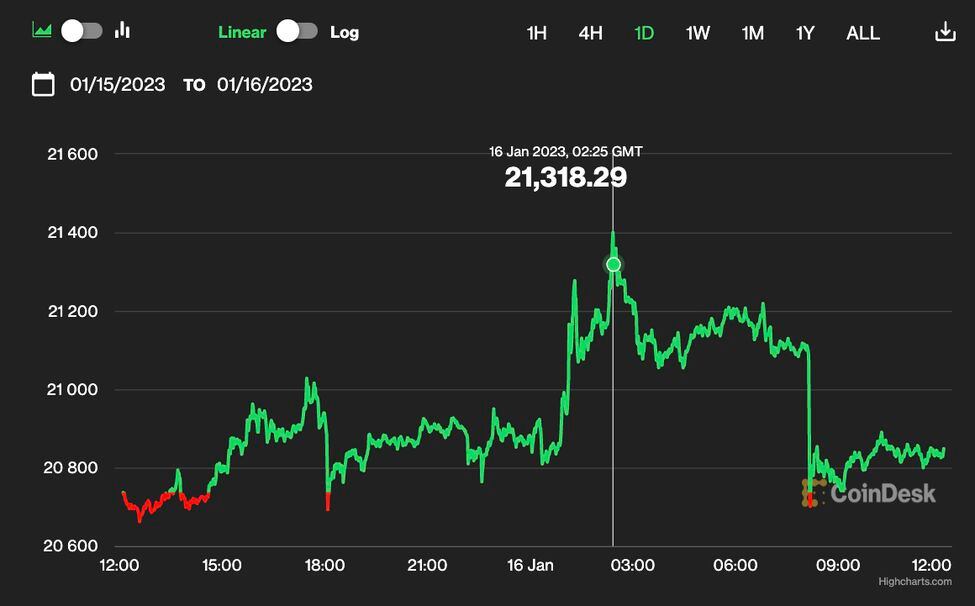 Linear Log 1H 4H 1D 1W 1M 1Y ALL
01/15/2023 TO 01/16/2023
16 Jan 2023, 02:25 GMT
21,318.29
21 600
21 400
21 200
21 000
20 800
20 600
CoinDesk
12:00 15:00 18:00 21:00 16 Jan 03:00 06:00 09:00 12:00
Highcharts.com